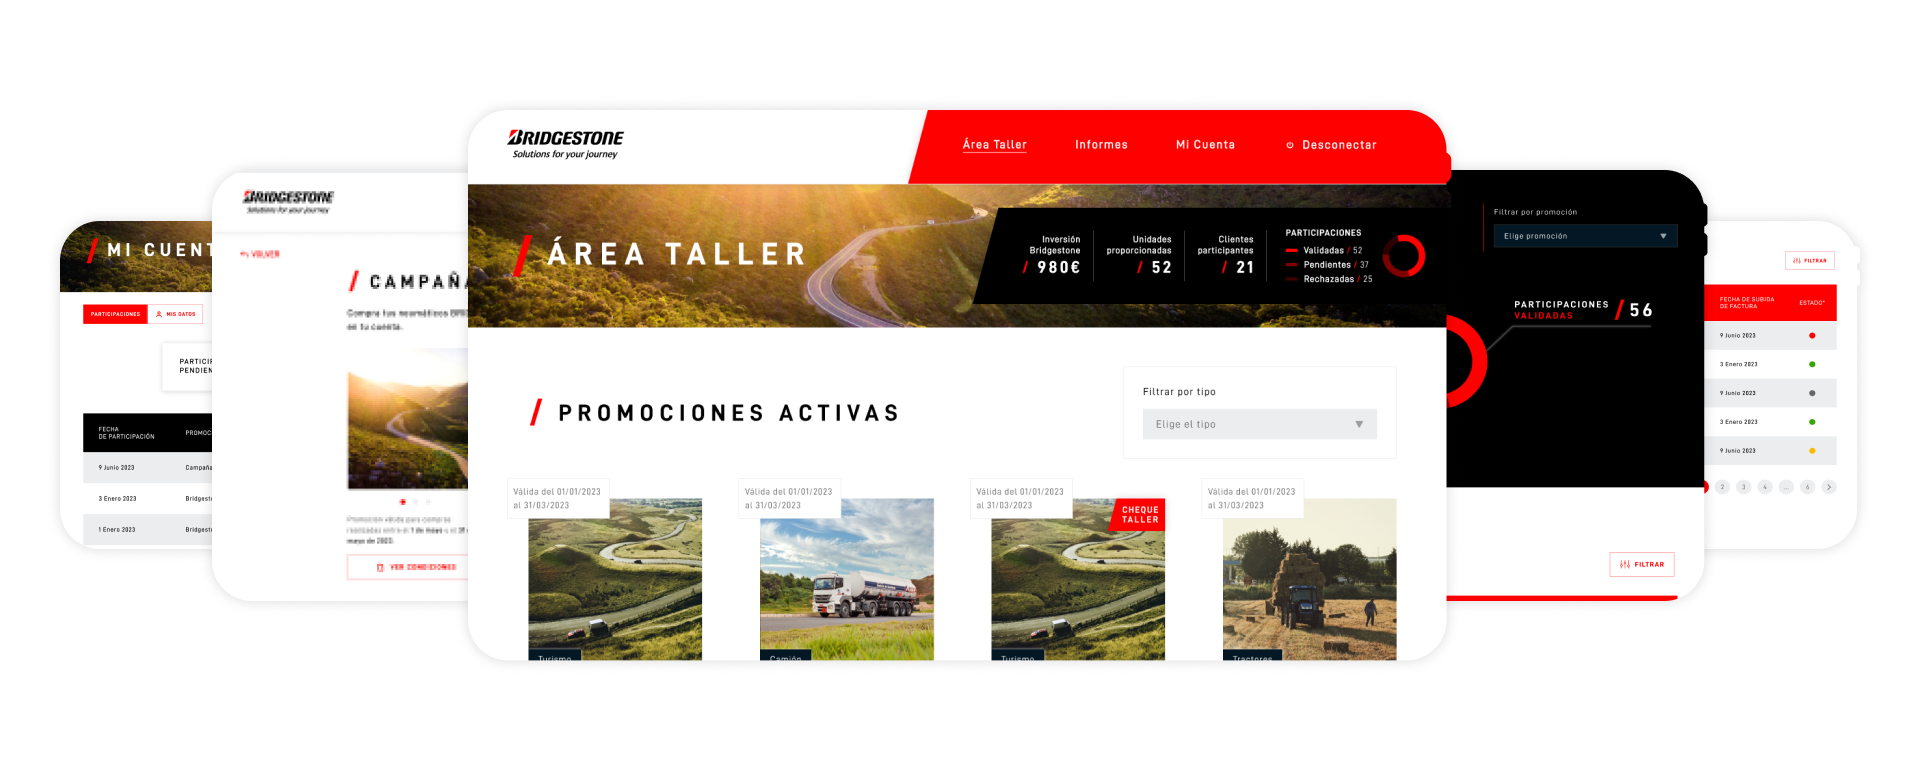 MI CUENT
PARTICIPACIONES
MIS DATOS
PARTICIP
PENDIEN
FECHA
DE PARTICIPACIÓN
PROMOC
9 Junio 2023
Campaña
3 Enero 2023
Bridgest
1 Enero 2023
Bridgest
BRIDGESTONE
Solutions for your journey
VOLVER
CAMPAÑA
Compra tus neumáticos
en tu cuenta.
Promoción válida para compras
realizadas entre el 1 de mayo y el
mayo de 2023.
VER CONDICIONES
BRIDGESTONE
Solutions for your journey
Área Taller
Informes
Mi Cuenta
Desconectar
/ ÁREA TALLER
Inversión
Bridgestone
/ 980€
Unidades
proporcionadas
/ 52
Clientes
participantes
/ 21
PARTICIPACIONES
Validadas / 52
Pendientes / 37
Rechazadas / 25
/ PROMOCIONES ACTIVAS
Filtrar por tipo
Elige el tipo
Válida del 01/01/2023
al 31/03/2023
Turismo
Válida del 01/01/2023
al 31/03/2023
Camión
Válida del 01/01/2023
al 31/03/2023
CHEQUE
TALLER
Turismo
Válida del 01/01/2023
al 31/03/2023
Tractores
Filtrar por promoción
Elige promoción
PARTICIPACIONES
VALIDADAS
/ 56
FILTRAR
FILTRAR
FECHA DE SUBIDA
DE FACTURA
ESTADO*
9 Junio 2023
3 Enero 2023
9 Junio 2023
3 Enero 2023
9 Junio 2023
2 3 4 ... 6 >